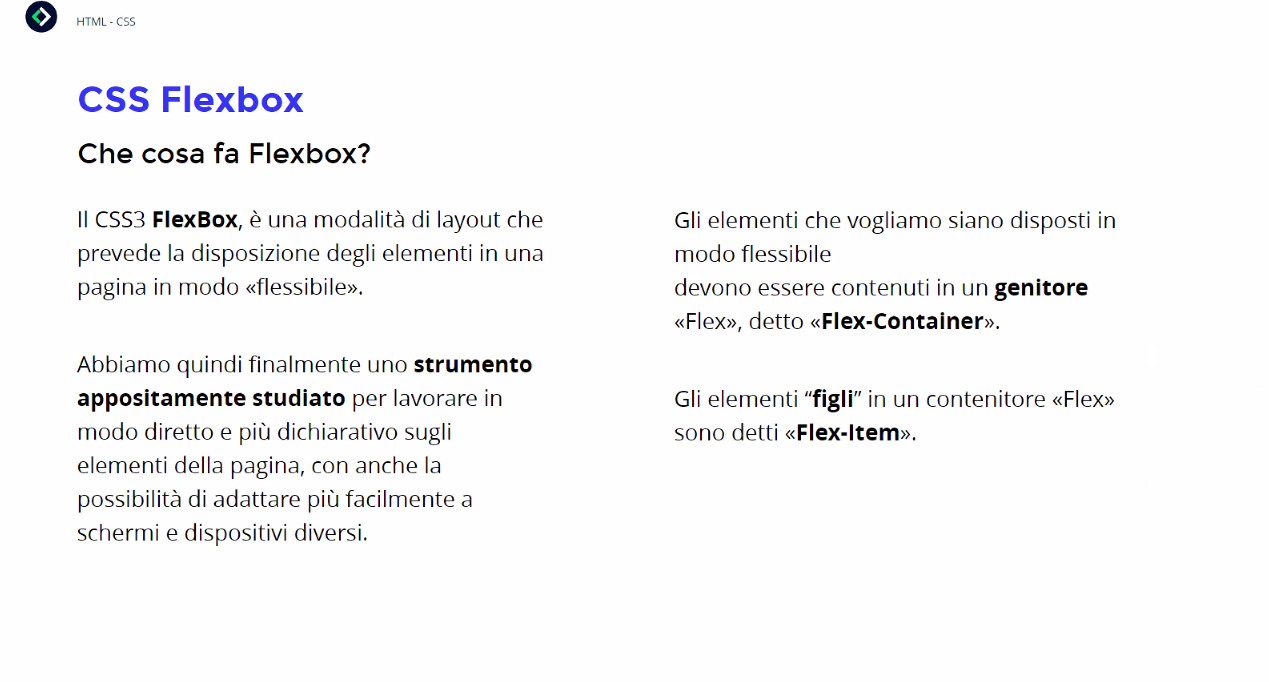 HTML - CSS
CSS Flexbox
Che cosa fa Flexbox?
Il CSS3 FlexBox, è una modalità di layout che
prevede la disposizione degli elementi in una
pagina in modo «flessibile».
Abbiamo quindi finalmente uno strumento
appositamente studiato per lavorare in
modo diretto e più dichiarativo sugli
elementi della pagina, con anche la
possibilità di adattare più facilmente a
schermi e dispositivi diversi.
Gli elementi che vogliamo siano disposti in
modo flessibile
devono essere contenuti in un genitore
«Flex», detto «Flex-Container».
Gli elementi “figli” in un contenitore «Flex»
sono detti «Flex-Item».